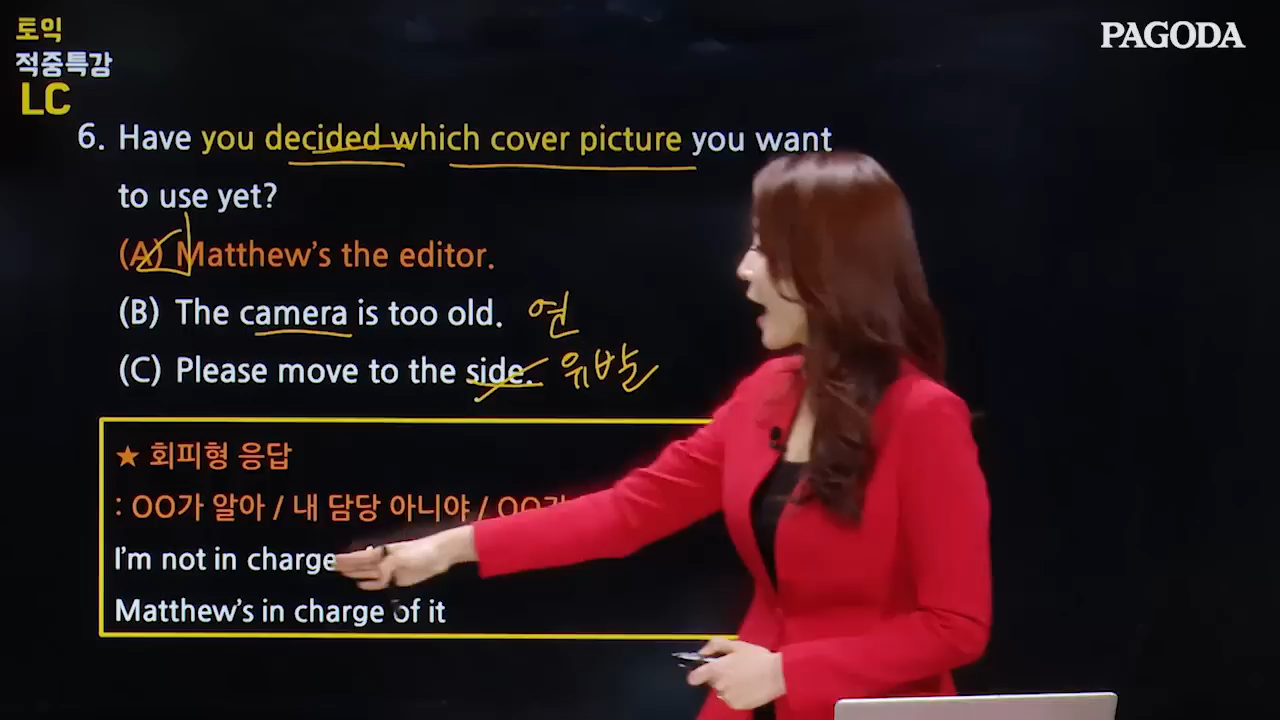 토익
적중특강
LC
PAGODA
6. Have you decided which cover picture you want
to use yet?
(A) Matthew's the editor.
(B) The camera is too old. 연
(C) Please move to the side. 유발
★ 회피형 응답
: OO가 알아 / 내 담당 아니야 / OO가
I'm not in charge
Matthew's in charge of it